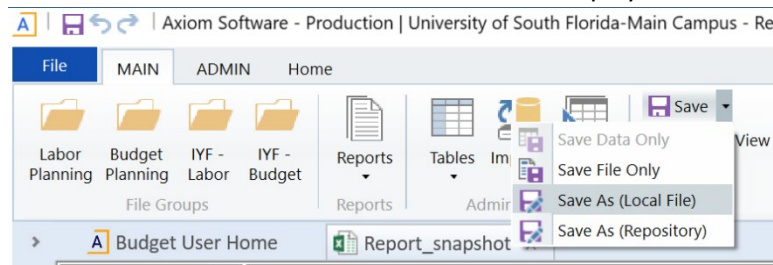 A Axiom Software - Production | University of South Florida-Main Campus - Re
File MAIN ADMIN Home
Save
Labor Planning
Budget Planning
IYF - Labor
IYF - Budget
Reports
Tables
View
Save Data Only
Save File Only
Save As (Local File)
Save As (Repository)
File Groups
Reports
A Budget User Home
Report_snapshot